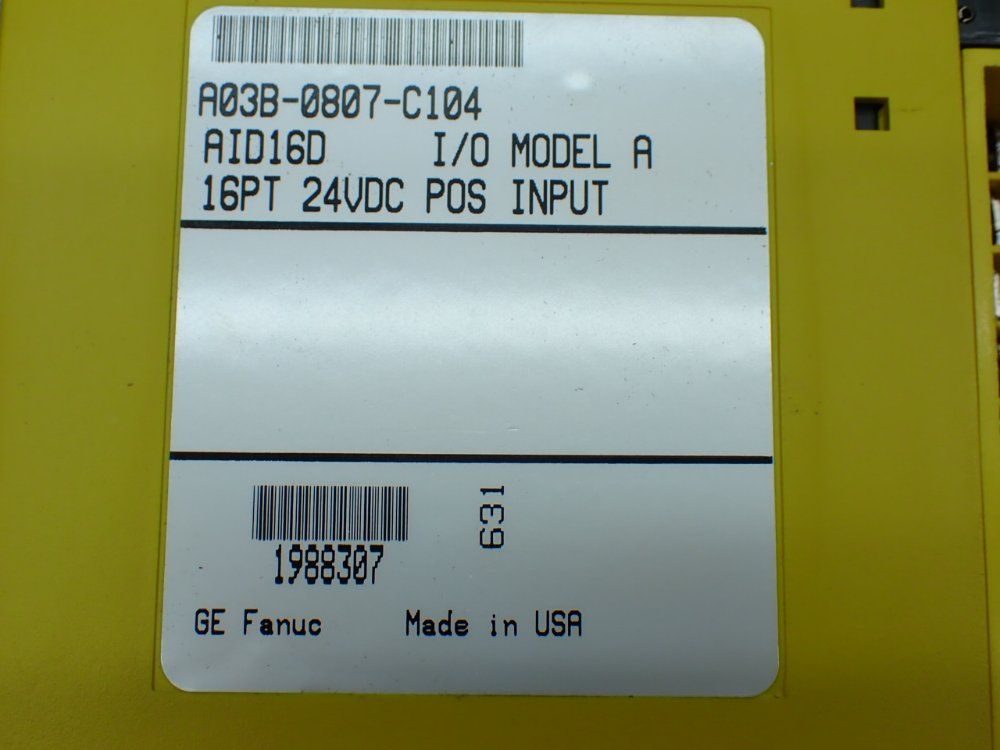 A03B-0807-C104
AID16D I/O MODEL A
16PT 24VDC POS INPUT
631
1988307
GE Fanuc Made in USA